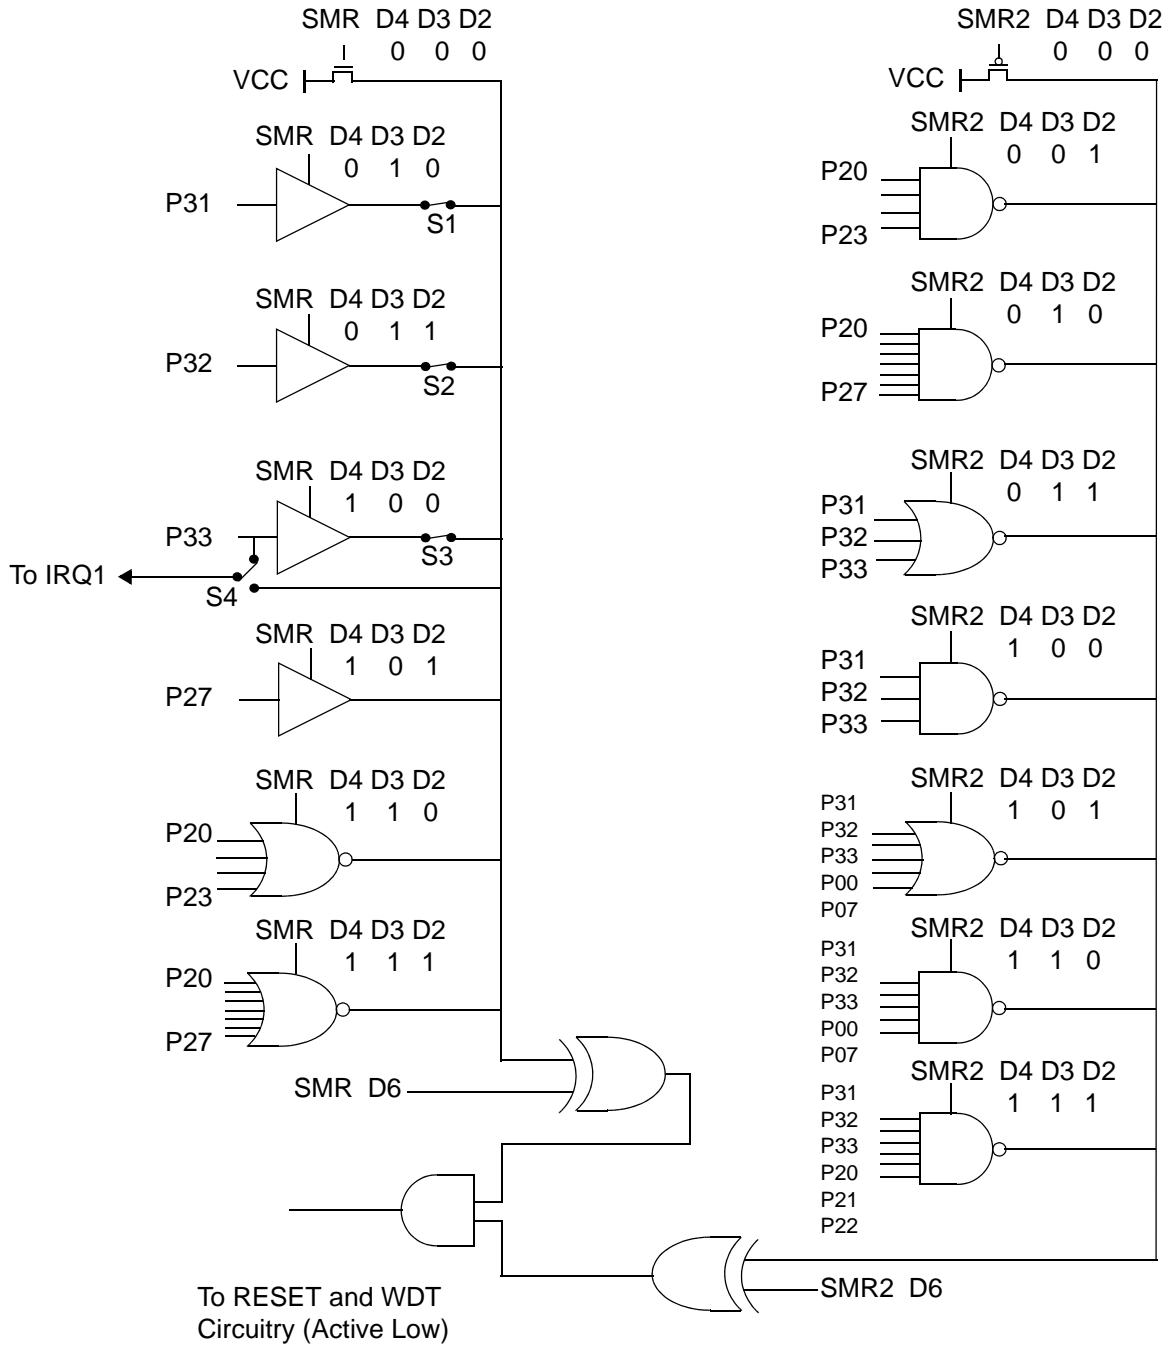 SMR D4 D3 D2
0 0 0
VCC
SMR D4 D3 D2
0 1 0
P31
S1
SMR D4 D3 D2
0 1 1
P32
S2
SMR D4 D3 D2
1 0 0
P33
S3
To IRQ1
S4
SMR D4 D3 D2
1 0 1
P27
SMR D4 D3 D2
1 1 0
P20
P23
SMR D4 D3 D2
1 1 1
P20
P27
SMR D6
To RESET and WDT
Circuitry (Active Low)
SMR2 D4 D3 D2
0 0 0
VCC
SMR2 D4 D3 D2
0 0 1
P20
P23
SMR2 D4 D3 D2
0 1 0
P20
P27
SMR2 D4 D3 D2
0 1 1
P31
P32
P33
SMR2 D4 D3 D2
1 0 0
P31
P32
P33
SMR2 D4 D3 D2
1 0 1
P31
P32
P33
P00
P07
SMR2 D4 D3 D2
1 1 0
P31
P32
P33
P00
P07
SMR2 D4 D3 D2
1 1 1
P31
P32
P33
P20
P21
P22
SMR2 D6